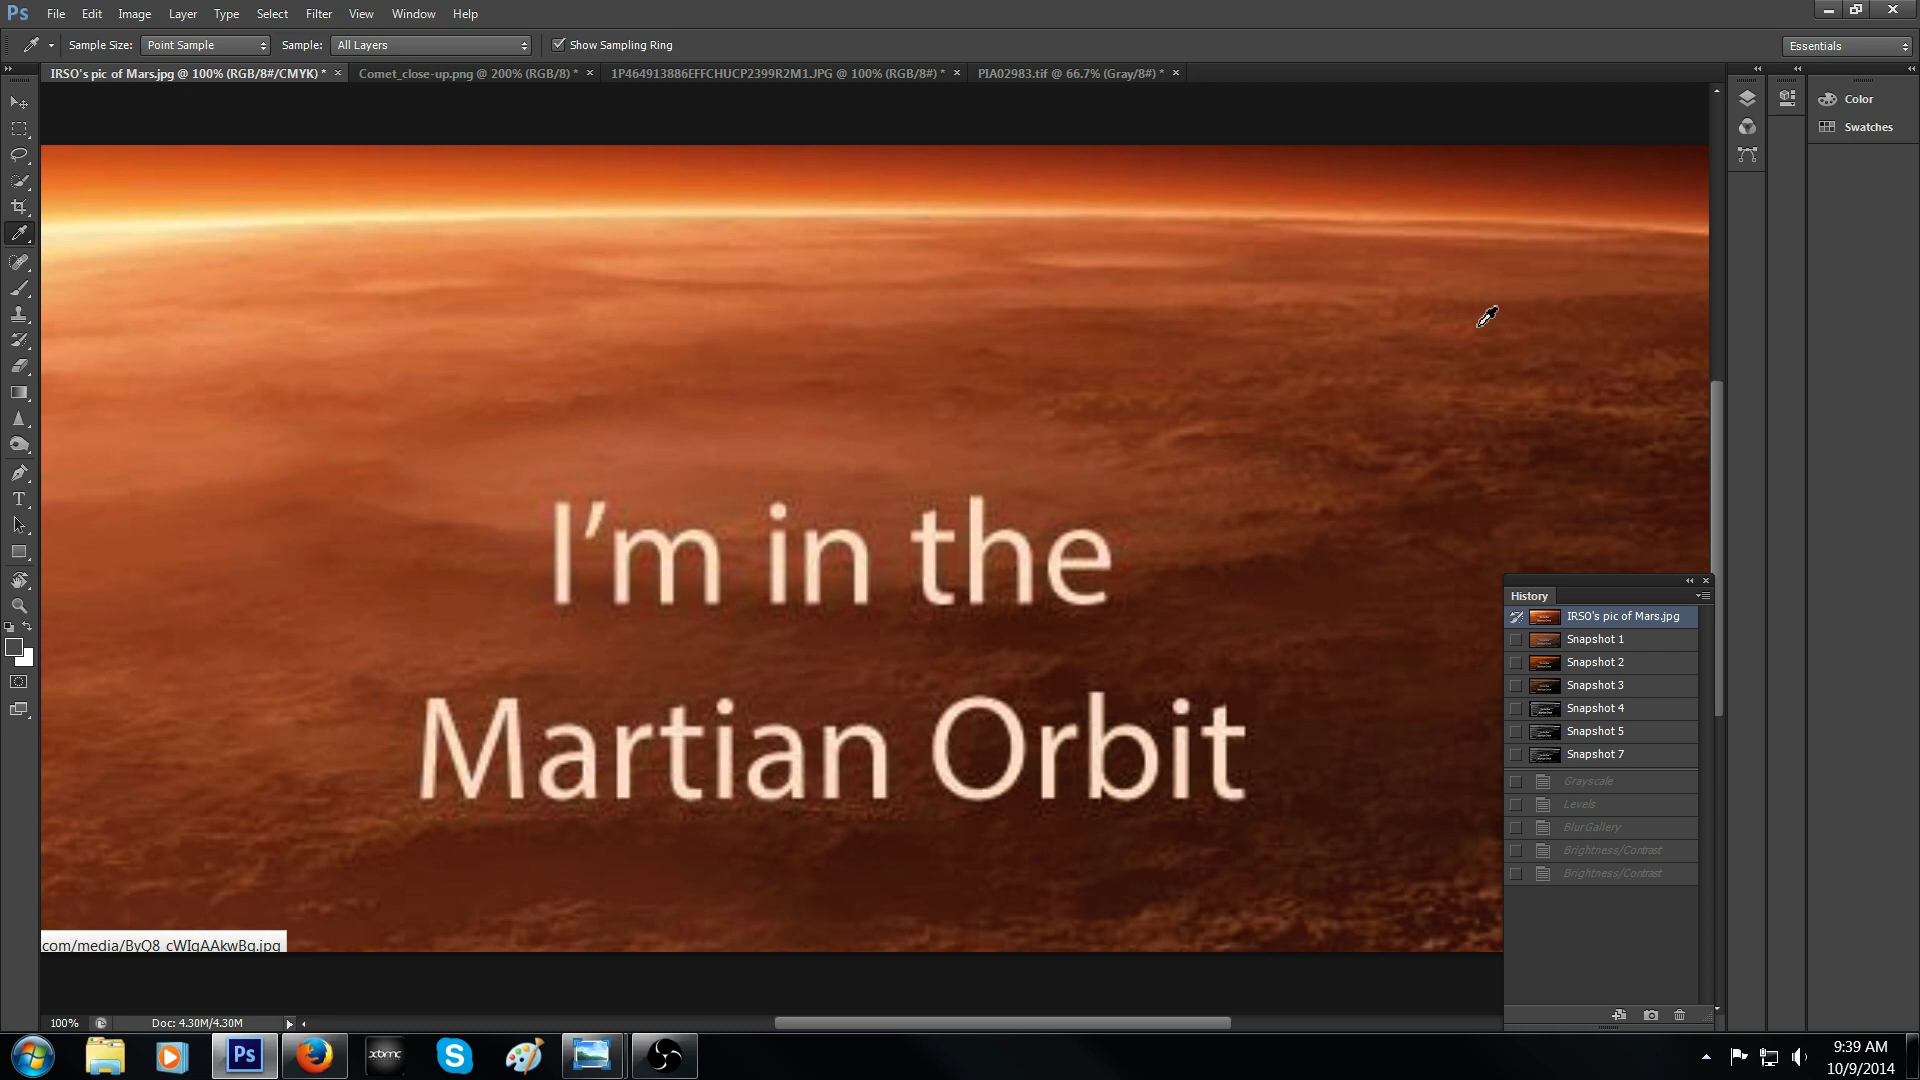 Ps File Edit Image Layer Type Select Filter View Window Help
Sample Size: Point Sample Sample: All Layers Show Sampling Ring Essentials
IRSO's pic of Mars.jpg @ 100% (RGB/8#/CMYK) * × Comet_close-up.png @ 200% (RGB/8) * × 1P464913886EFFCHUCP2399R2M1.JPG @ 100% (RGB/8#) * × PIA02983.tif @ 66.7% (Gray/8#) * ×
Color
Swatches
I'm in the
Martian Orbit
History
IRSO's pic of Mars.jpg
Snapshot 1
Snapshot 2
Snapshot 3
Snapshot 4
Snapshot 5
Snapshot 7
Grayscale
Levels
Blur Gallery
Brightness/Contrast
Brightness/Contrast
com/media/ByQ8_cWIgAAkwBg.jpg
100% Doc: 4.30M/4.30M
Ps xbmc S
9:39 AM
10/9/2014